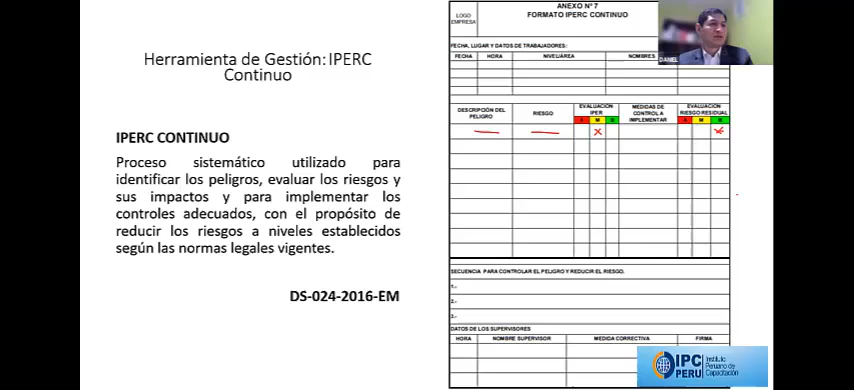 Herramienta de Gestión: IPERC
Continuo
IPERC CONTINUO
Proceso sistemático utilizado para
identificar los peligros, evaluar los riesgos y
sus impactos y para implementar los
controles adecuados, con el propósito de
reducir los riesgos a niveles establecidos
según las normas legales vigentes.
DS-024-2016-EM
LOGO
EMPRESA
ANEXO N° 7
FORMATO IPERC CONTINUO
FECHA, LUGAR Y DATOS DE TRABAJADORES:
FECHA HORA NIVEL/ÁREA NOMBRES
DANIEL
DESCRIPCIÓN DEL
PELIGRO
RIESGO
EVALUACIÓN
IPER
A M B
MEDIDAS DE
CONTROL A
IMPLEMENTAR
EVALUACIÓN
RIESGO RESIDUAL
A M B
X X
SECUENCIA PARA CONTROLAR EL PELIGRO Y REDUCIR EL RIESGO.
1.-
2.-
3.-
DATOS DE LOS SUPERVISORES
HORA NOMBRE SUPERVISOR MEDIDA CORRECTIVA FIRMA
IPC
PERU
Instituto
Peruano de
Capacitación